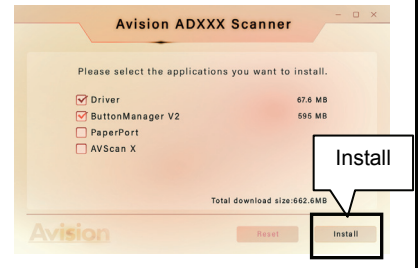 Avision ADXXX Scanner
Please select the applications you want to install.
Driver 67.6 MB
ButtonManager V2 595 MB
PaperPort
AVScan X
Install
Total download size:662.6MB
Avision Reset Install